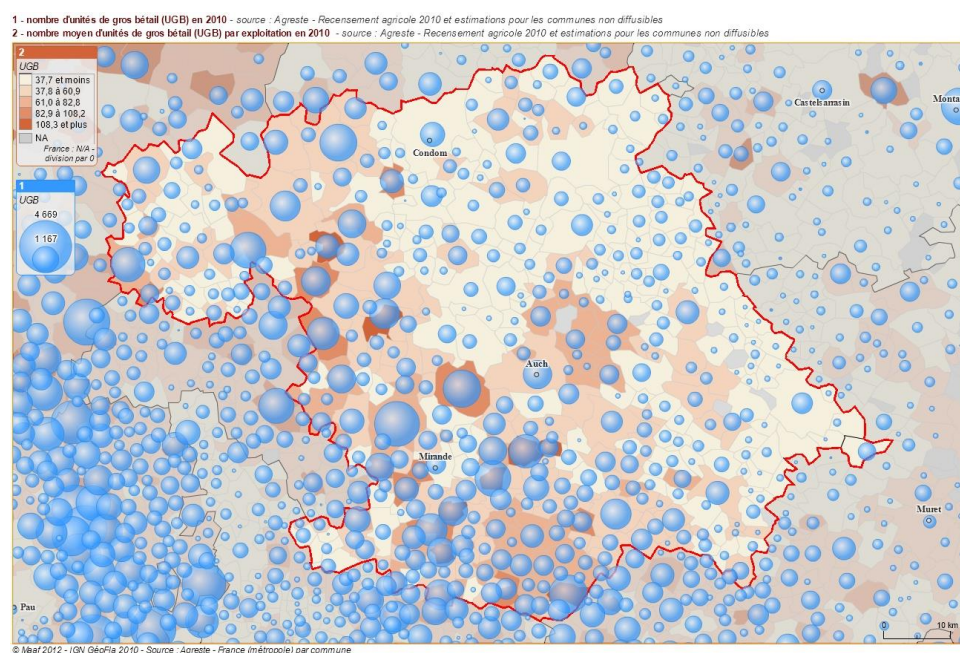 1 - nombre d'unités de gros bétail (UGB) en 2010 - source : Agreste - Recensement agricole 2010 et estimations pour les communes non diffusibles
2 - nombre moyen d'unités de gros bétail (UGB) par exploitation en 2010 - source : Agreste - Recensement agricole 2010 et estimations pour les communes non diffusibles
2
UGB
37,7 et moins
37,8 à 60,9
61,0 à 82,8
82,9 à 108,2
108,3 et plus
NA
France : N/A -
division par 0
1
UGB
4 669
1 167
Castelsarrasin
Monta
Condom
Auch
Mirande
Muret
Pau
0 10 km
© Maaf 2012 - IGN GéoFla 2010 - Source : Agreste - France (métropole) par commune